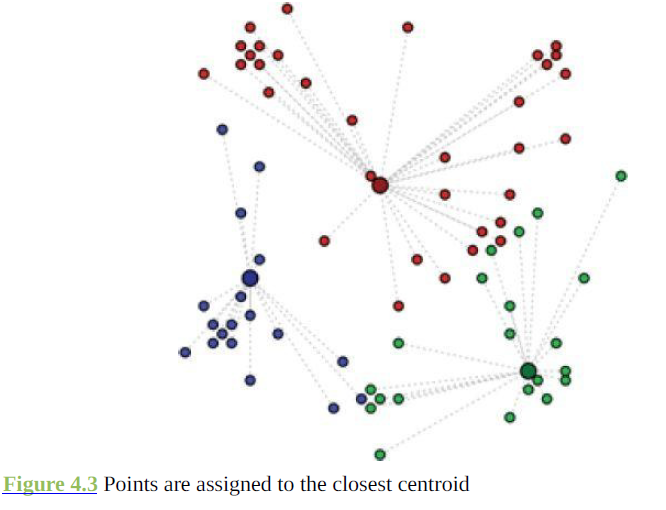 Figure 4.3 Points are assigned to the closest centroid